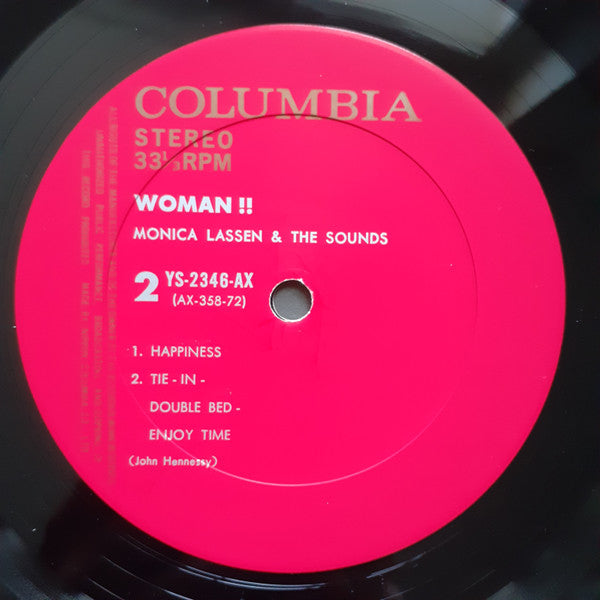 COLUMBIA
STEREO
33⅓RPM
WOMAN !!
MONICA LASSEN & THE SOUNDS
2 YS-2346-AX
(AX-358-72)
1. HAPPINESS
2. TIE - IN -
DOUBLE BED -
ENJOY TIME
(John Hennessy)